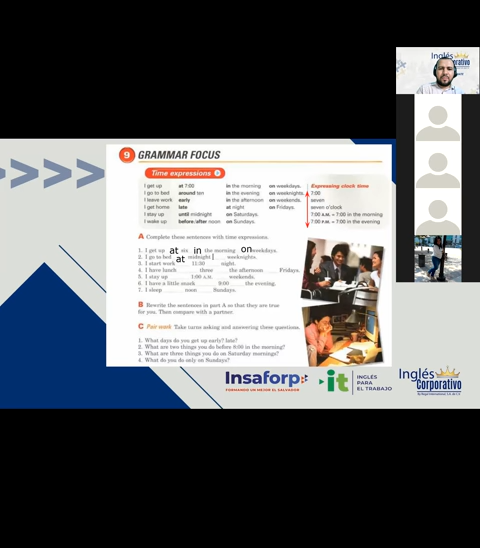 Inglés
Corporativo
9 GRAMMAR FOCUS
Time expressions
I get up at 7:00 in the morning on weekdays. Expressing clock time
I go to bed around ten in the evening on weeknights. 7:00
I leave work early in the afternoon on weekends. seven
I get home late at night on Fridays. seven o'clock
I stay up until midnight on Saturdays. 7:00 A.M. = 7:00 in the morning
I wake up before/after noon on Sundays. 7:00 P.M. = 7:00 in the evening
A Complete these sentences with time expressions.
1. I get up at six in the morning on weekdays.
2. I go to bed at midnight weeknights.
3. I start work 11:30 night.
4. I have lunch three the afternoon Fridays.
5. I stay up 1:00 A.M. weekends.
6. I have a little snack 9:00 the evening.
7. I sleep noon Sundays.
B Rewrite the sentences in part A so that they are
true for you. Then compare with a partner.
C Pair work Take turns asking and answering these questions.
1. What days do you get up early? late?
2. What are two things you do before 8:00 in the morning?
3. What are three things you do on Saturday mornings?
4. What do you do only on Sundays?
Insaforp
FORMANDO UN MEJOR EL SALVADOR
it
INGLÉS
PARA
EL TRABAJO
Inglés
Corporativo